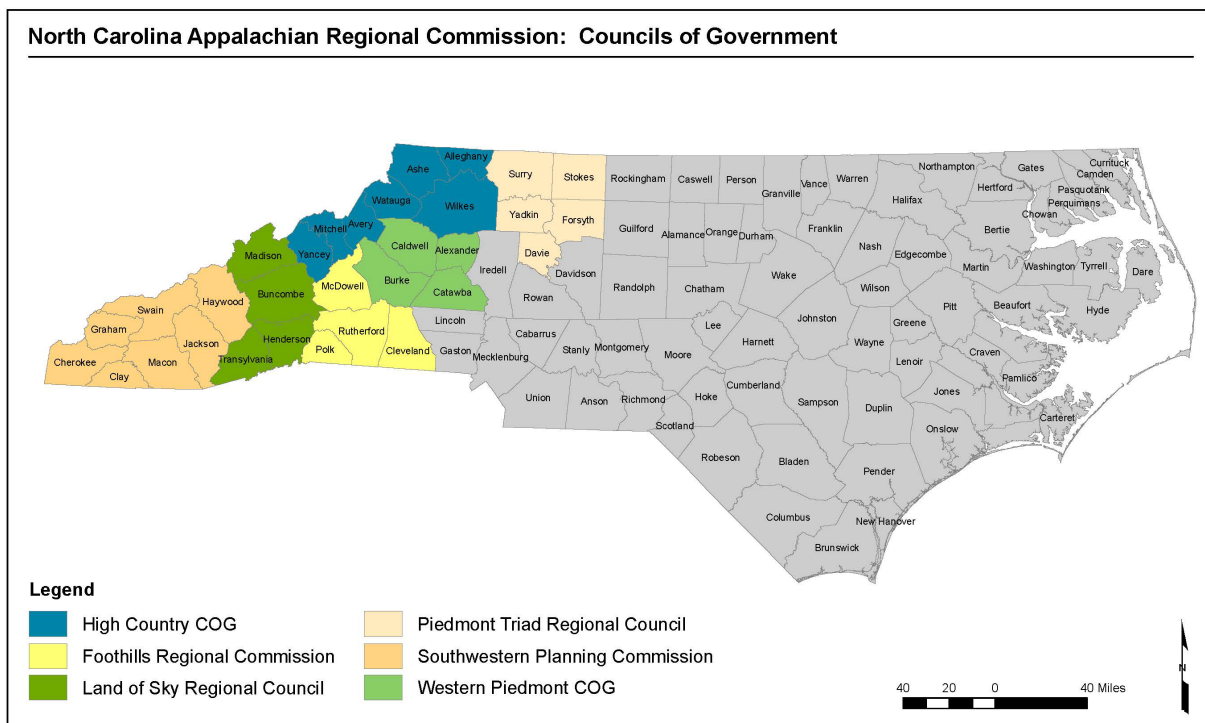 North Carolina Appalachian Regional Commission: Councils of Government
Alleghany
Ashe
Surry
Stokes
Rockingham
Caswell
Person
Granville
Vance
Warren
Northampton
Gates
Currituck
Camden
Pasquotank
Perquimans
Hertford
Chowan
Halifax
Bertie
Watauga
Wilkes
Yadkin
Forsyth
Guilford
Alamance
Orange
Durham
Franklin
Nash
Edgecombe
Martin
Washington
Tyrrell
Dare
Mitchell
Avery
Yancey
Caldwell
Alexander
Iredell
Davie
Davidson
Randolph
Chatham
Wake
Wilson
Pitt
Beaufort
Hyde
Madison
Buncombe
McDowell
Burke
Catawba
Rowan
Haywood
Swain
Graham
Jackson
Henderson
Rutherford
Lincoln
Cabarrus
Lee
Johnston
Greene
Wayne
Craven
Cherokee
Macon
Clay
Transylvania
Polk
Cleveland
Gaston
Mecklenburg
Stanly
Montgomery
Moore
Harnett
Lenoir
Pamlico
Jones
Union
Anson
Richmond
Hoke
Cumberland
Sampson
Duplin
Onslow
Carteret
Scotland
Robeson
Bladen
Pender
Columbus
New Hanover
Brunswick
Legend
High Country COG
Foothills Regional Commission
Land of Sky Regional Council
Piedmont Triad Regional Council
Southwestern Planning Commission
Western Piedmont COG
40 20 0 40 Miles
N